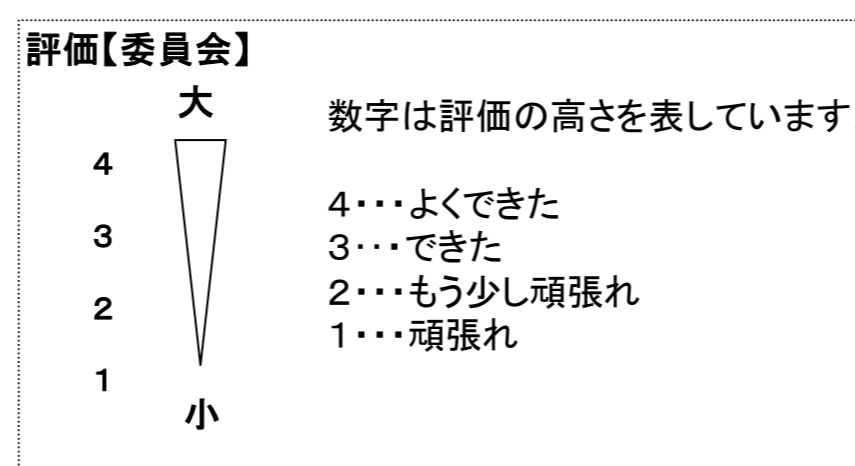 評価【委員会】
大
数字は評価の高さを表しています
4
3
2
1
小
4・・・よくできた
3・・・できた
2・・・もう少し頑張れ
1・・・頑張れ